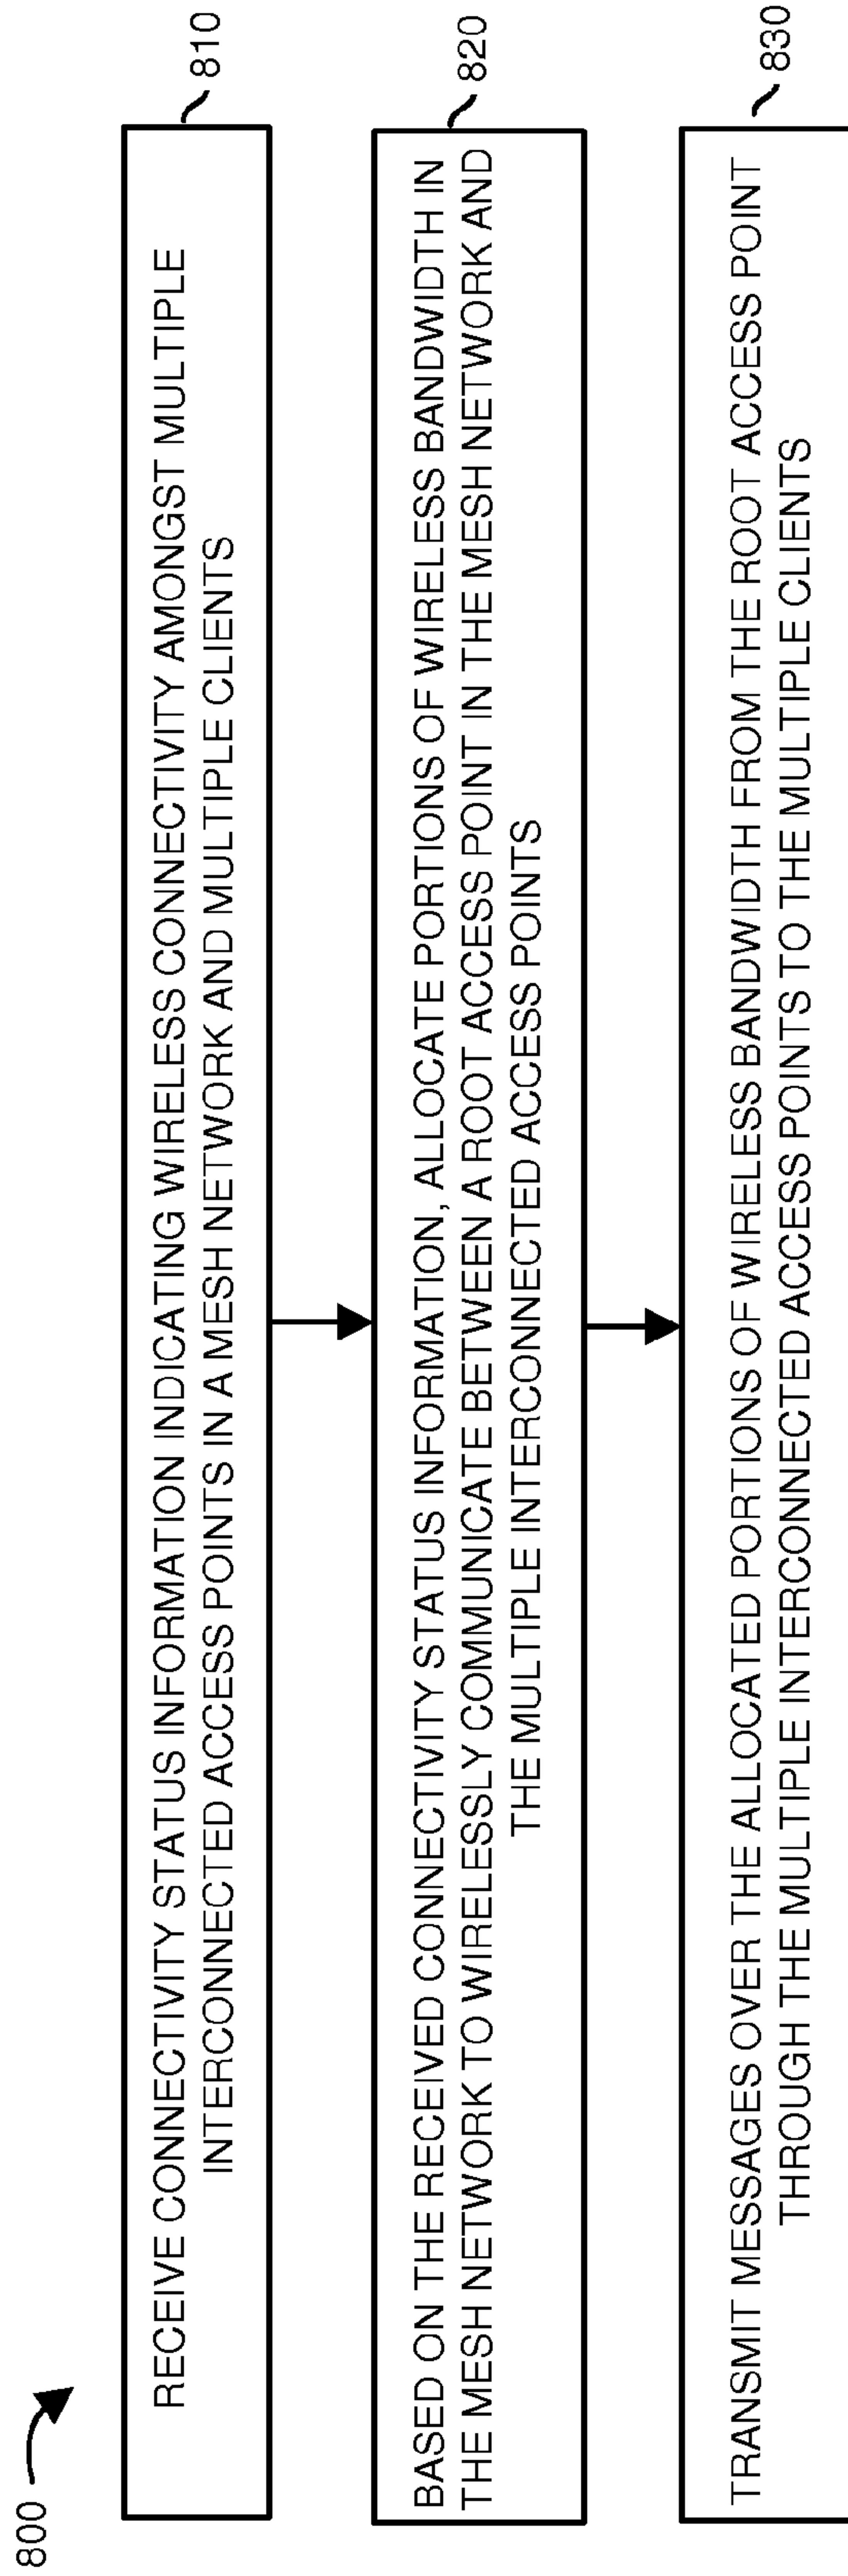 800
RECEIVE CONNECTIVITY STATUS INFORMATION INDICATING WIRELESS CONNECTIVITY AMONGST MULTIPLE
INTERCONNECTED ACCESS POINTS IN A MESH NETWORK AND MULTIPLE CLIENTS
810
BASED ON THE RECEIVED CONNECTIVITY STATUS INFORMATION, ALLOCATE PORTIONS OF WIRELESS BANDWIDTH IN
THE MESH NETWORK TO WIRELESSLY COMMUNICATE BETWEEN A ROOT ACCESS POINT IN THE MESH NETWORK AND
THE MULTIPLE INTERCONNECTED ACCESS POINTS
820
TRANSMIT MESSAGES OVER THE ALLOCATED PORTIONS OF WIRELESS BANDWIDTH FROM THE ROOT ACCESS POINT
THROUGH THE MULTIPLE INTERCONNECTED ACCESS POINTS TO THE MULTIPLE CLIENTS
830